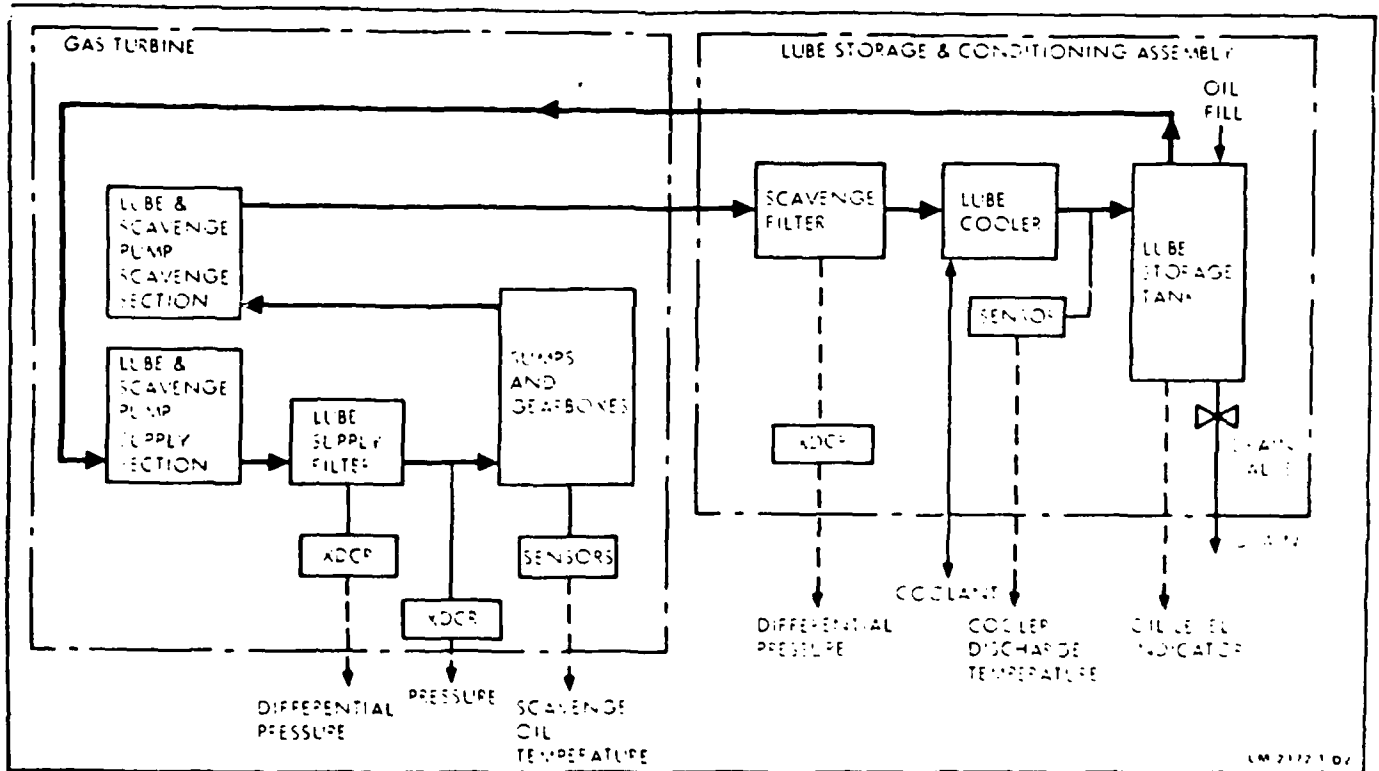 GAS TURBINE
LUBE STORAGE & CONDITIONING ASSEMBLY
OIL
FILL
LUBE &
SCAVENGE
PUMP
SCAVENGE
SECTION
SCAVENGE
FILTER
LUBE
COOLER
LUBE
STORAGE
TANK
SENSOR
LUBE &
SCAVENGE
PUMP
SUPPLY
SECTION
LUBE
SUPPLY
FILTER
SUMPS
AND
GEARBOXES
XDCR
DRAIN
VALVE
XDCR
SENSORS
XDCR
DRAIN
COOLANT
DIFFERENTIAL
PRESSURE
COOLER
DISCHARGE
TEMPERATURE
OIL LEVEL
INDICATOR
DIFFERENTIAL
PRESSURE
PRESSURE
SCAVENGE
OIL
TEMPERATURE